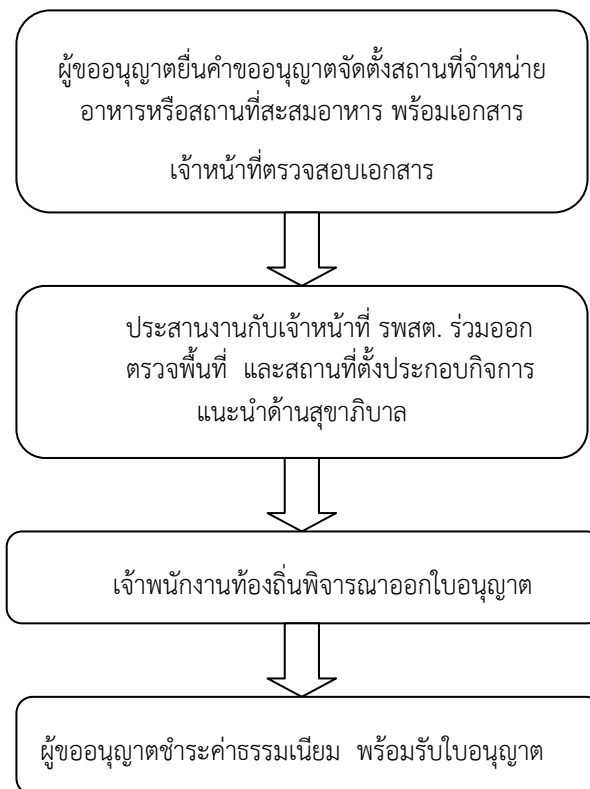 ผู้ขออนุญาตยื่นคำขออนุญาตจัดตั้งสถานที่จำหน่าย
อาหารหรือสถานที่สะสมอาหาร พร้อมเอกสาร
เจ้าหน้าที่ตรวจสอบเอกสาร
ประสานงานกับเจ้าหน้าที่ รพสต. ร่วมออก
ตรวจพื้นที่ และสถานที่ตั้งประกอบกิจการ
แนะนำด้านสุขาภิบาล
เจ้าพนักงานท้องถิ่นพิจารณาออกใบอนุญาต
ผู้ขออนุญาตชำระค่าธรรมเนียม พร้อมรับใบอนุญาต